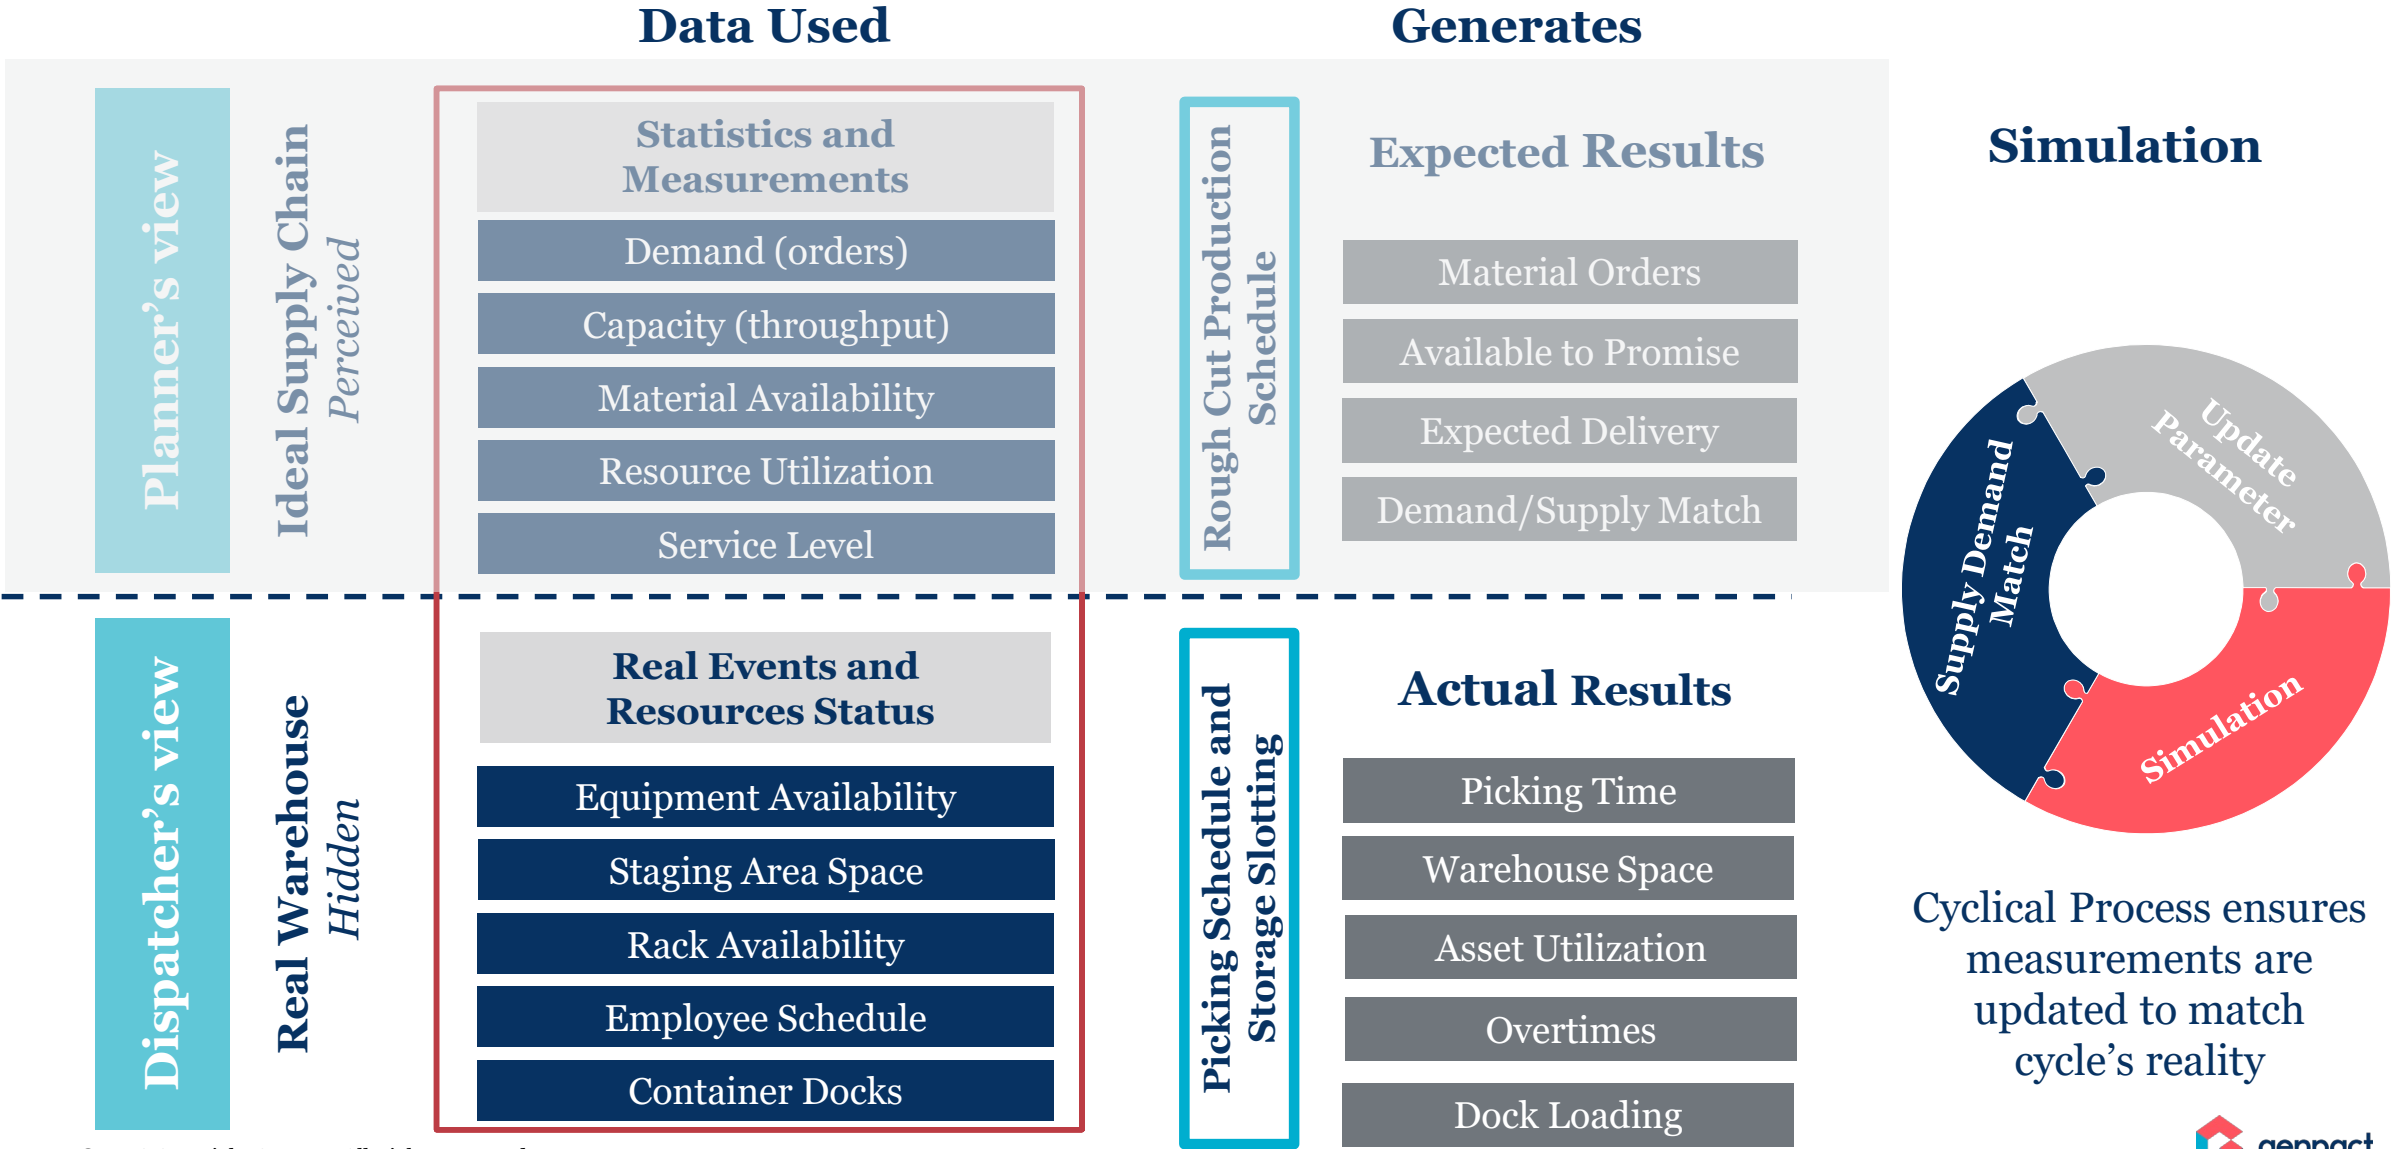 Data Used
Generates
Planner's view
Ideal Supply Chain
Perceived
Statistics and
Measurements
Demand (orders)
Capacity (throughput)
Material Availability
Resource Utilization
Service Level
Rough Cut Production
Schedule
Expected Results
Material Orders
Available to Promise
Expected Delivery
Demand/Supply Match
Dispatcher's view
Real Warehouse
Hidden
Real Events and
Resources Status
Equipment Availability
Staging Area Space
Rack Availability
Employee Schedule
Container Docks
Picking Schedule and
Storage Slotting
Actual Results
Picking Time
Warehouse Space
Asset Utilization
Overtimes
Dock Loading
Simulation
Update
Parameter
Supply Demand
Match
Simulation
Cyclical Process ensures
measurements are
updated to match
cycle's reality
genpact